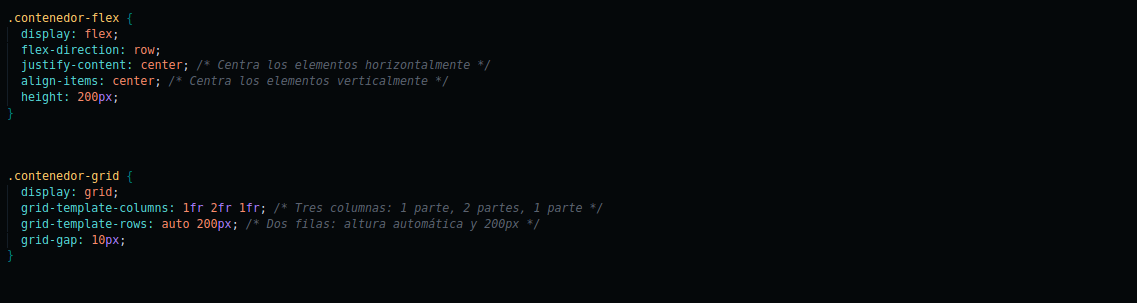 .contenedor-flex {
  display: flex;
  flex-direction: row;
  justify-content: center; /* Centra los elementos horizontalmente */
  align-items: center; /* Centra los elementos verticalmente */
  height: 200px;
}
.contenedor-grid {
  display: grid;
  grid-template-columns: 1fr 2fr 1fr; /* Tres columnas: 1 parte, 2 partes, 1 parte */
  grid-template-rows: auto 200px; /* Dos filas: altura automática y 200px */
  grid-gap: 10px;
}